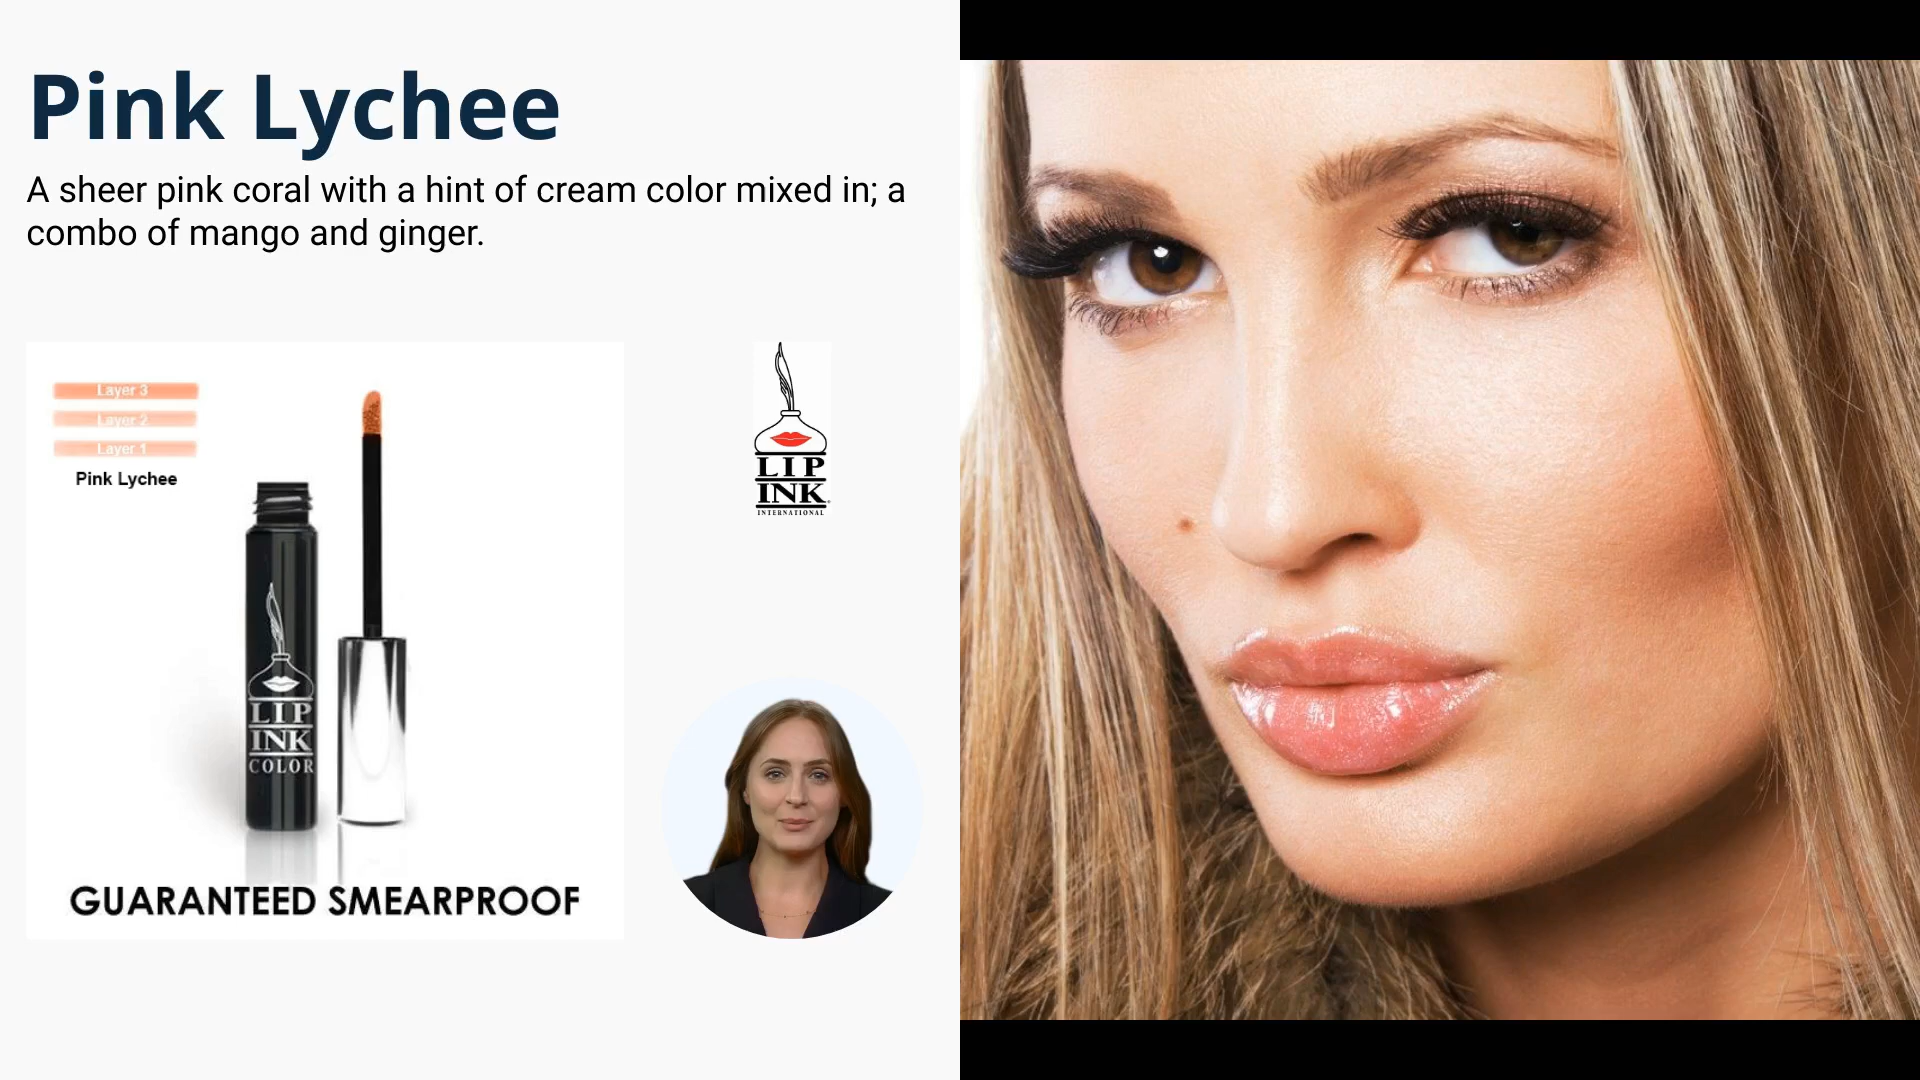 Pink Lychee
A sheer pink coral with a hint of cream color mixed in; a
combo of mango and ginger.
Layer 3
Layer 2
Layer 1
Pink Lychee
LIP
INK
COLOR
GUARANTEED SMEARPROOF
LIP
INK®
INTERNATIONAL